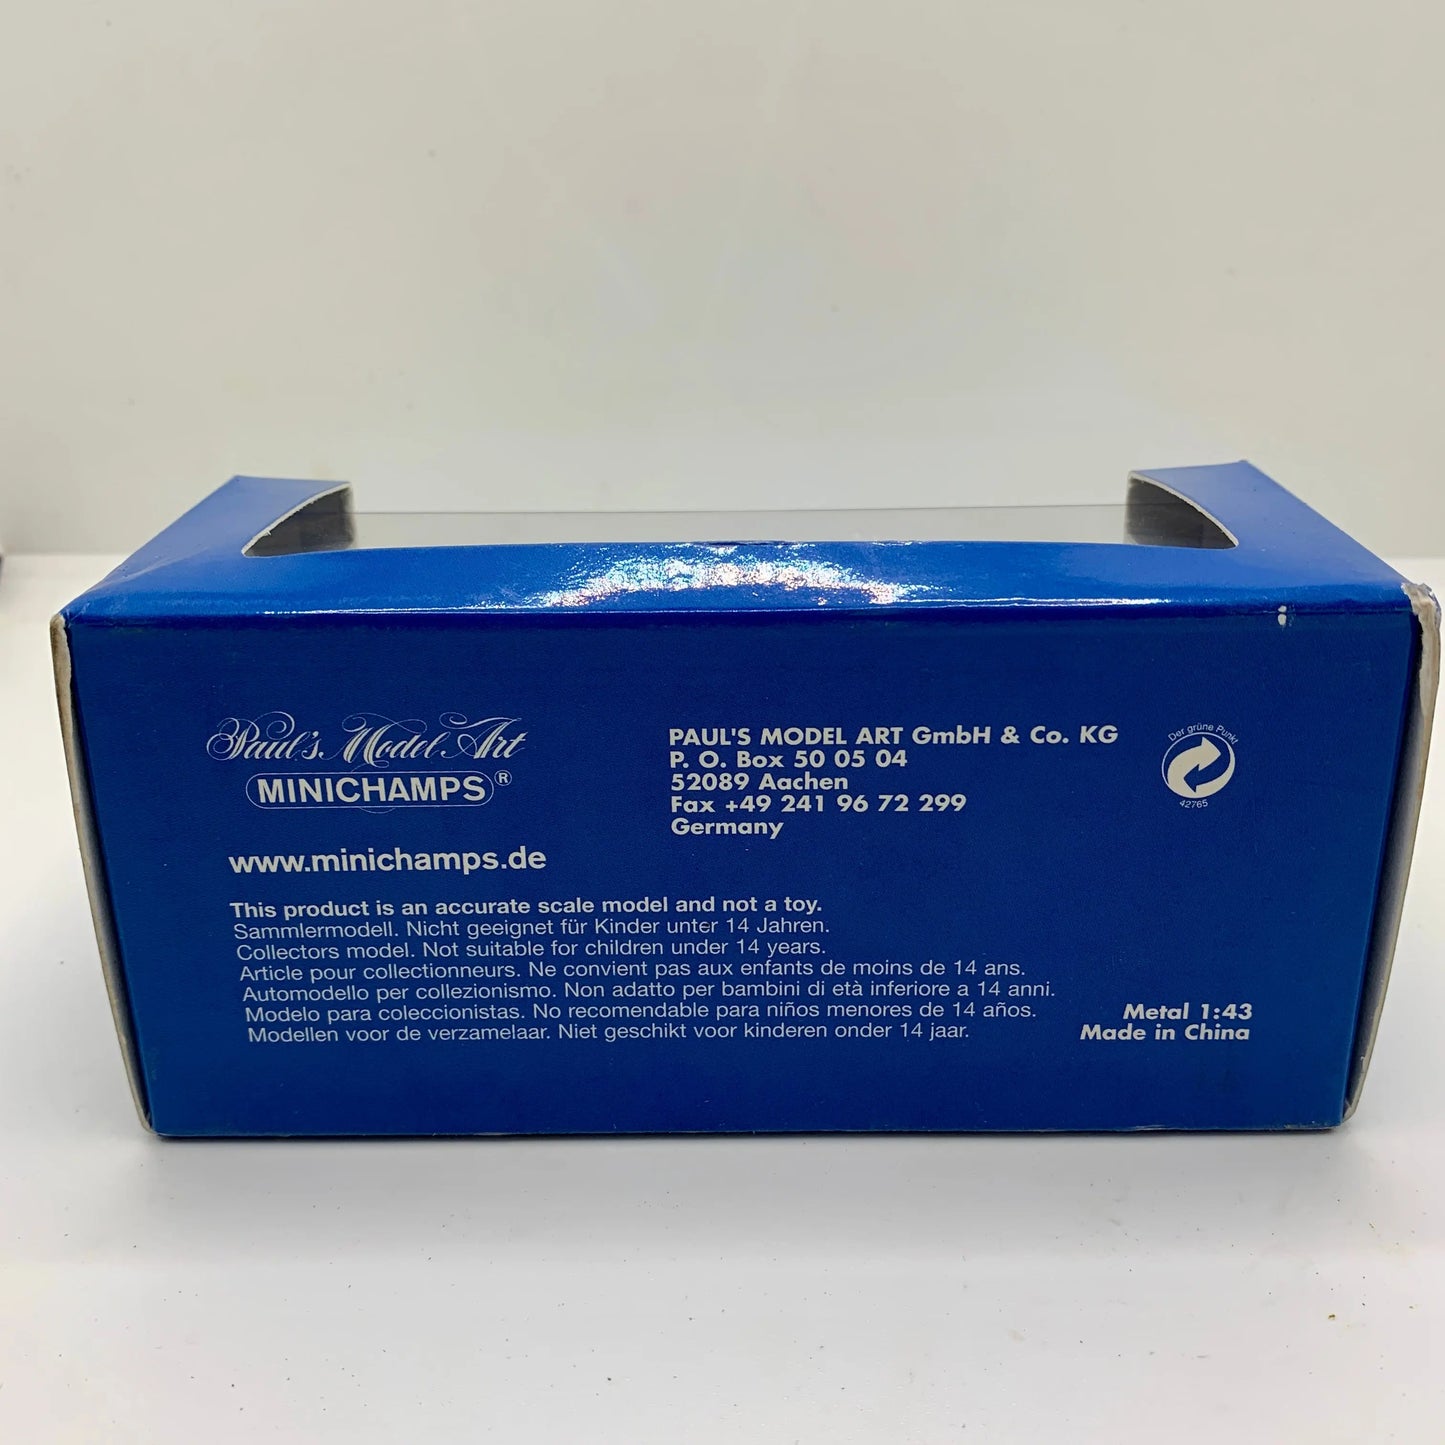 Paul's Model Art
MINICHAMPS®
www.minichamps.de
PAUL'S MODEL ART GmbH & Co. KG
P. O. Box 50 05 04
52089 Aachen
Fax +49 241 96 72 299
Germany
Der grüne Punkt
42765
This product is an accurate scale model and not a toy.
Sammlermodell. Nicht geeignet für Kinder unter 14 Jahren.
Collectors model. Not suitable for children under 14 years.
Article pour collectionneurs. Ne convient pas aux enfants de moins de 14 ans.
Automodello per collezionismo. Non adatto per bambini di età inferiore a 14 anni.
Modelo para coleccionistas. No recomendable para niños menores de 14 años.
Modellen voor de verzamelaar. Niet geschikt voor kinderen onder 14 jaar.
Metal 1:43
Made in China